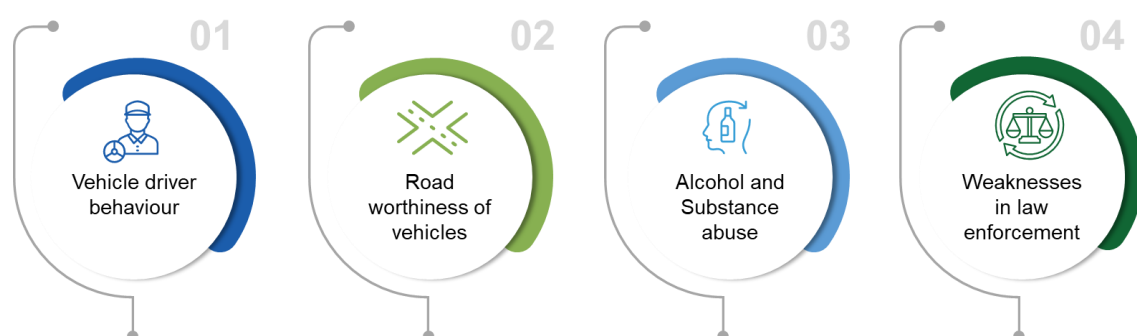 01
Vehicle driver
behaviour
02
Road
worthiness of
vehicles
03
Alcohol and
Substance
abuse
04
Weaknesses
in law
enforcement